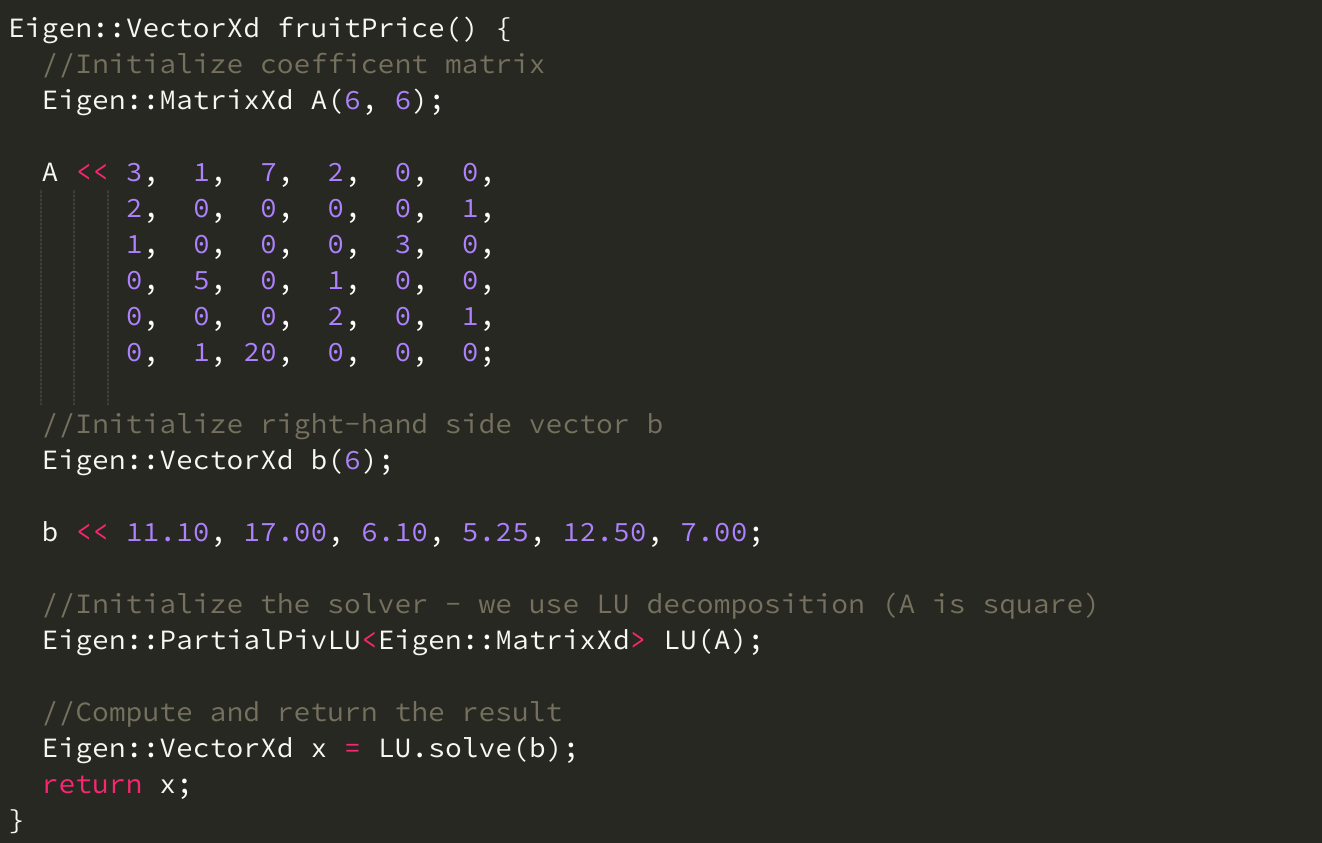 Eigen::VectorXd fruitPrice() {
  //Initialize coefficent matrix
  Eigen::MatrixXd A(6, 6);

  A << 3,  1,  7,  2,  0,  0,
       2,  0,  0,  0,  0,  1,
       1,  0,  0,  0,  3,  0,
       0,  5,  0,  1,  0,  0,
       0,  0,  0,  2,  0,  1,
       0,  1, 20,  0,  0,  0;

  //Initialize right-hand side vector b
  Eigen::VectorXd b(6);

  b << 11.10, 17.00, 6.10, 5.25, 12.50, 7.00;

  //Initialize the solver - we use LU decomposition (A is square)
  Eigen::PartialPivLU<Eigen::MatrixXd> LU(A);

  //Compute and return the result
  Eigen::VectorXd x = LU.solve(b);
  return x;
}